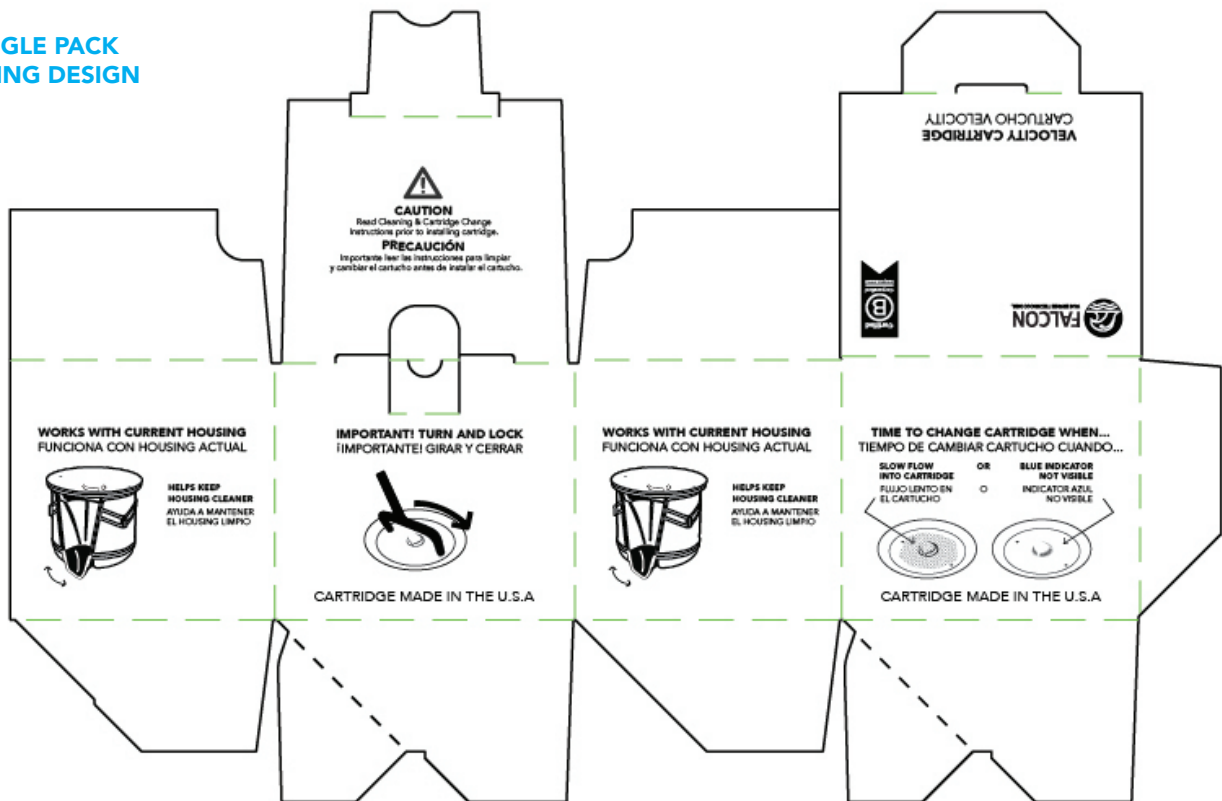 GLE PACK
ING DESIGN
VELOCITY CARTRIDGE
CARTUCHO VELOCITY
CAUTION
Read Cleaning & Cartridge Change
Instructions prior to installing cartridge.
PRECAUCIÓN
Importante leer las instrucciones para limpiar
y cambiar el cartucho antes de instalar el cartucho.
Certified
B
Corporation
FALCON
WORKS WITH CURRENT HOUSING
FUNCIONA CON HOUSING ACTUAL
HELPS KEEP
HOUSING CLEANER
AYUDA A MANTENER
EL HOUSING LIMPIO
IMPORTANT! TURN AND LOCK
¡IMPORTANTE! GIRAR Y CERRAR
CARTRIDGE MADE IN THE U.S.A
WORKS WITH CURRENT HOUSING
FUNCIONA CON HOUSING ACTUAL
HELPS KEEP
HOUSING CLEANER
AYUDA A MANTENER
EL HOUSING LIMPIO
TIME TO CHANGE CARTRIDGE WHEN...
TIEMPO DE CAMBIAR CARTUCHO CUANDO...
SLOW FLOW
INTO CARTRIDGE
FLUJO LENTO EN
EL CARTUCHO
OR
O
BLUE INDICATOR
NOT VISIBLE
INDICATOR AZUL
NO VISIBLE
CARTRIDGE MADE IN THE U.S.A